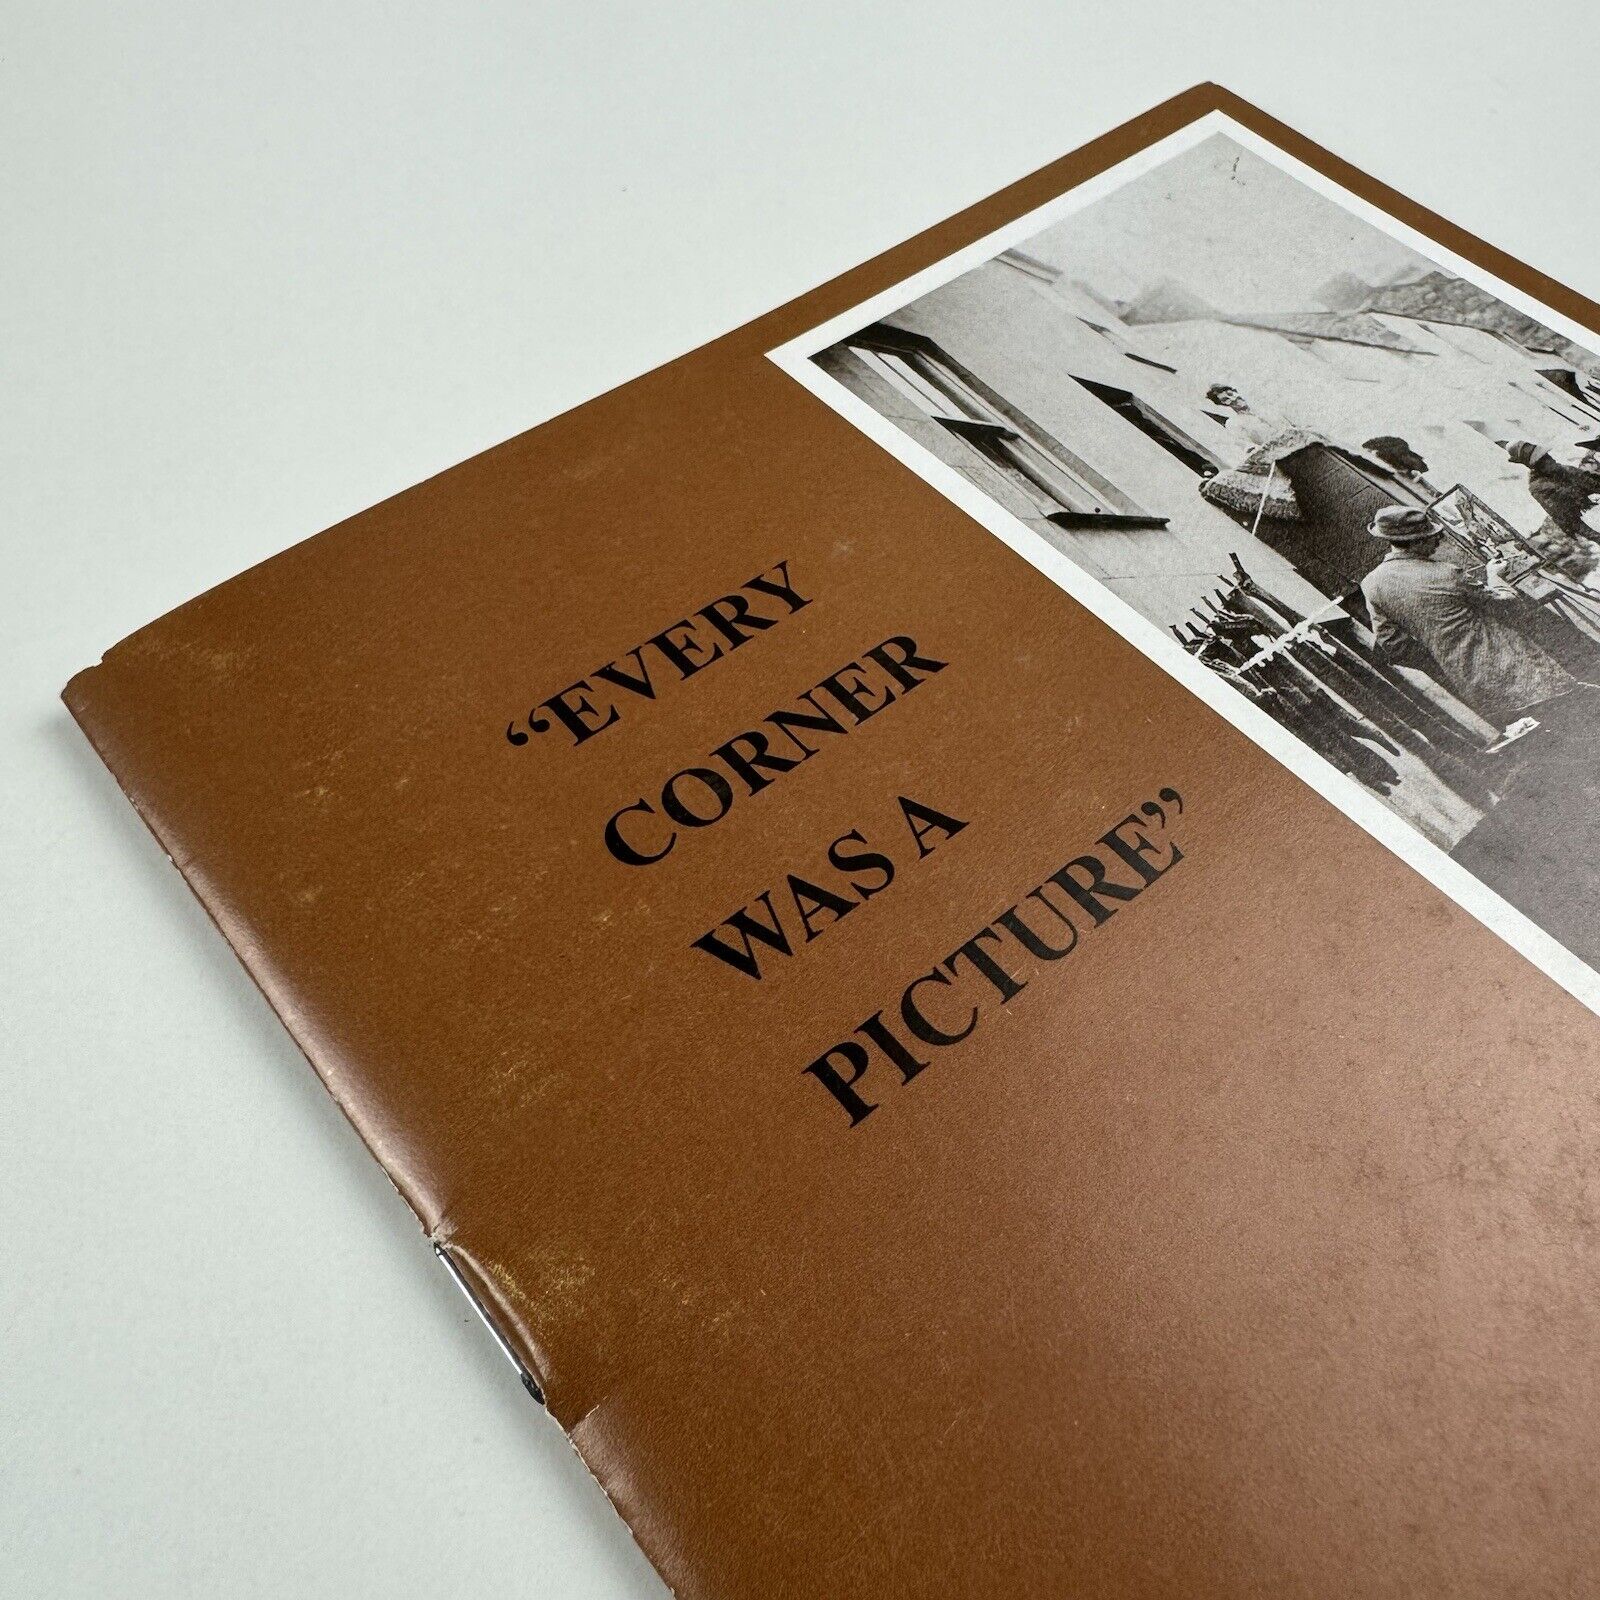 “EVERY
CORNER
WAS A
PICTURE”